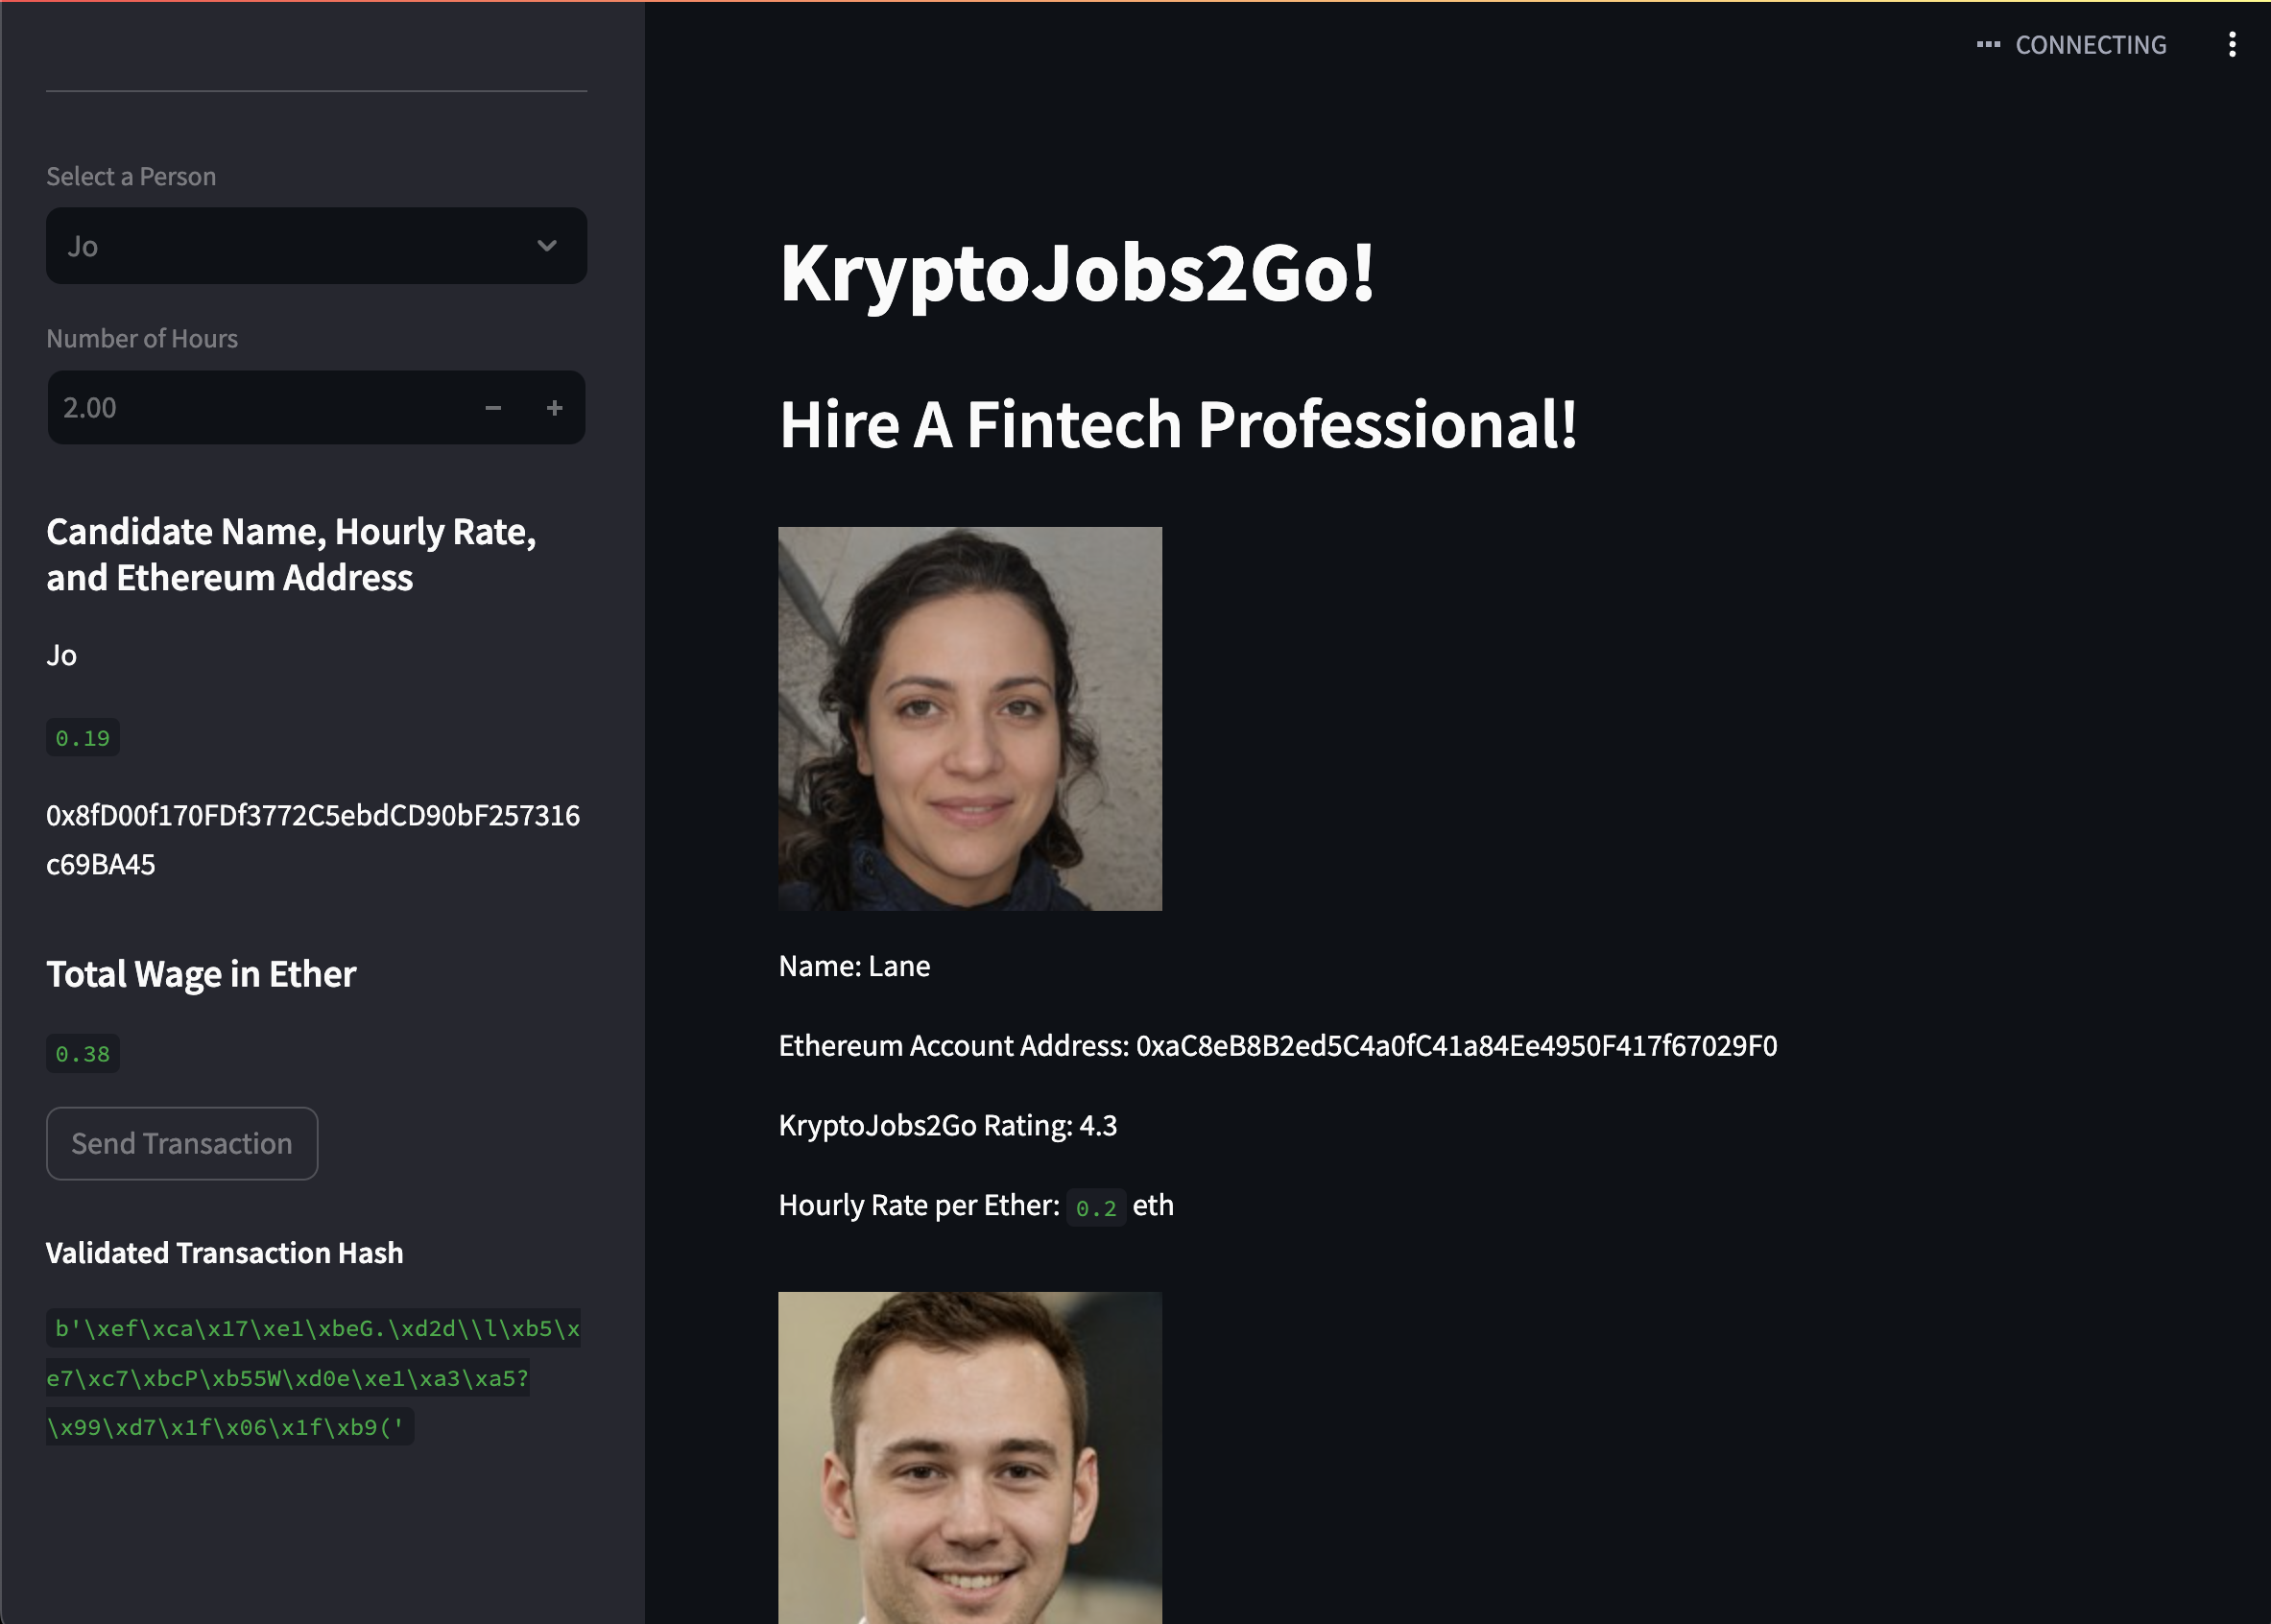 CONNECTING
Select a Person
Jo
Number of Hours
2.00
Candidate Name, Hourly Rate,
and Ethereum Address
Jo
0.19
0x8fD00f170FDf3772C5ebdCD90bF257316
c69BA45
Total Wage in Ether
0.38
Send Transaction
Validated Transaction Hash
b'\xef\xca\x17\xe1\xbeG.\xd2d\\l\xb5\x
e7\xc7\xbcP\xb55W\xd0e\xe1\xa3\xa5?
\x99\xd7\x1f\x06\x1f\xb9('
KryptoJobs2Go!
Hire A Fintech Professional!
Name: Lane
Ethereum Account Address: 0xaC8eB8B2ed5C4a0fC41a84Ee4950F417f67029F0
KryptoJobs2Go Rating: 4.3
Hourly Rate per Ether: 0.2 eth